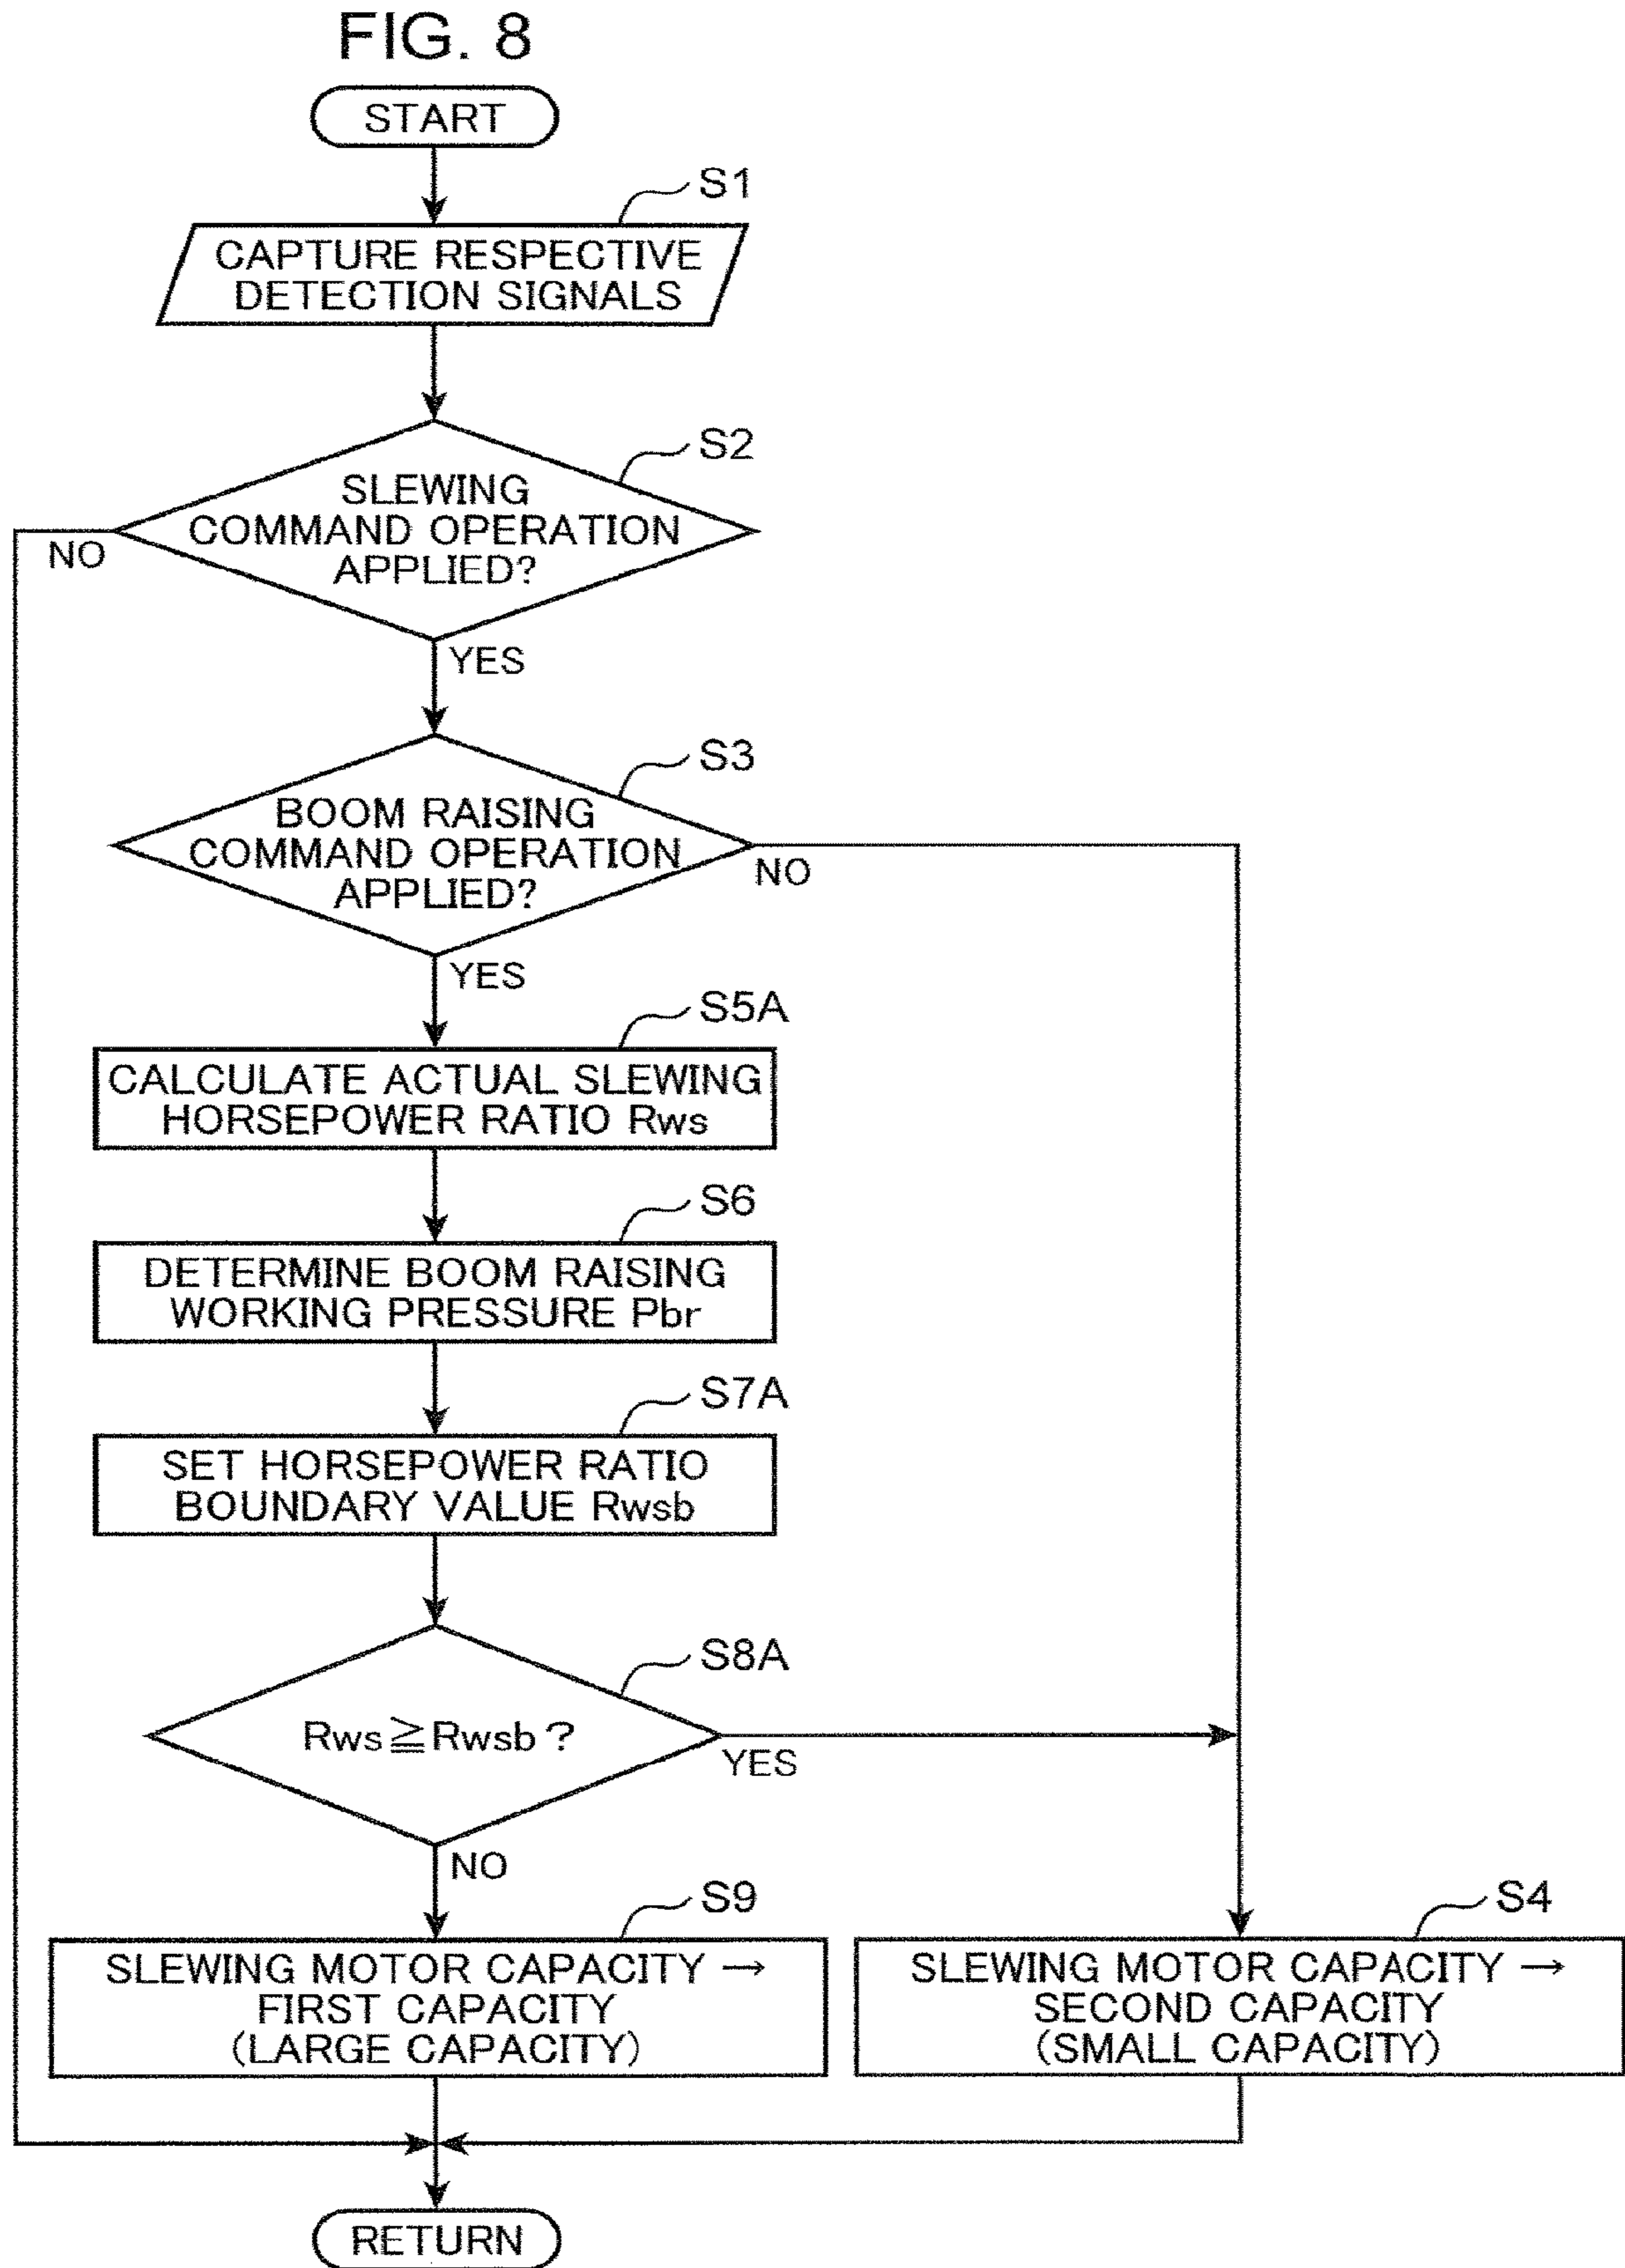 FIG. 8
START
S1
CAPTURE RESPECTIVE
DETECTION SIGNALS
S2
SLEWING
COMMAND OPERATION
APPLIED?
NO
YES
S3
BOOM RAISING
COMMAND OPERATION
APPLIED?
NO
YES
S5A
CALCULATE ACTUAL SLEWING
HORSEPOWER RATIO Rws
S6
DETERMINE BOOM RAISING
WORKING PRESSURE Pbr
S7A
SET HORSEPOWER RATIO
BOUNDARY VALUE Rwsb
S8A
Rws≧Rwsb?
YES
NO
S9
SLEWING MOTOR CAPACITY →
FIRST CAPACITY
(LARGE CAPACITY)
S4
SLEWING MOTOR CAPACITY →
SECOND CAPACITY
(SMALL CAPACITY)
RETURN